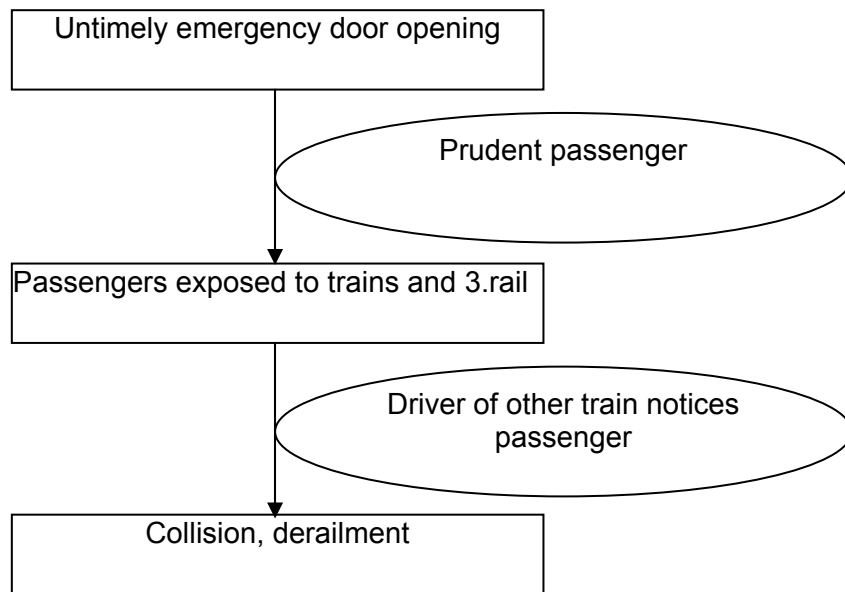 Untimely emergency door opening
Prudent passenger
Passengers exposed to trains and 3.rail
Driver of other train notices
passenger
Collision, derailment